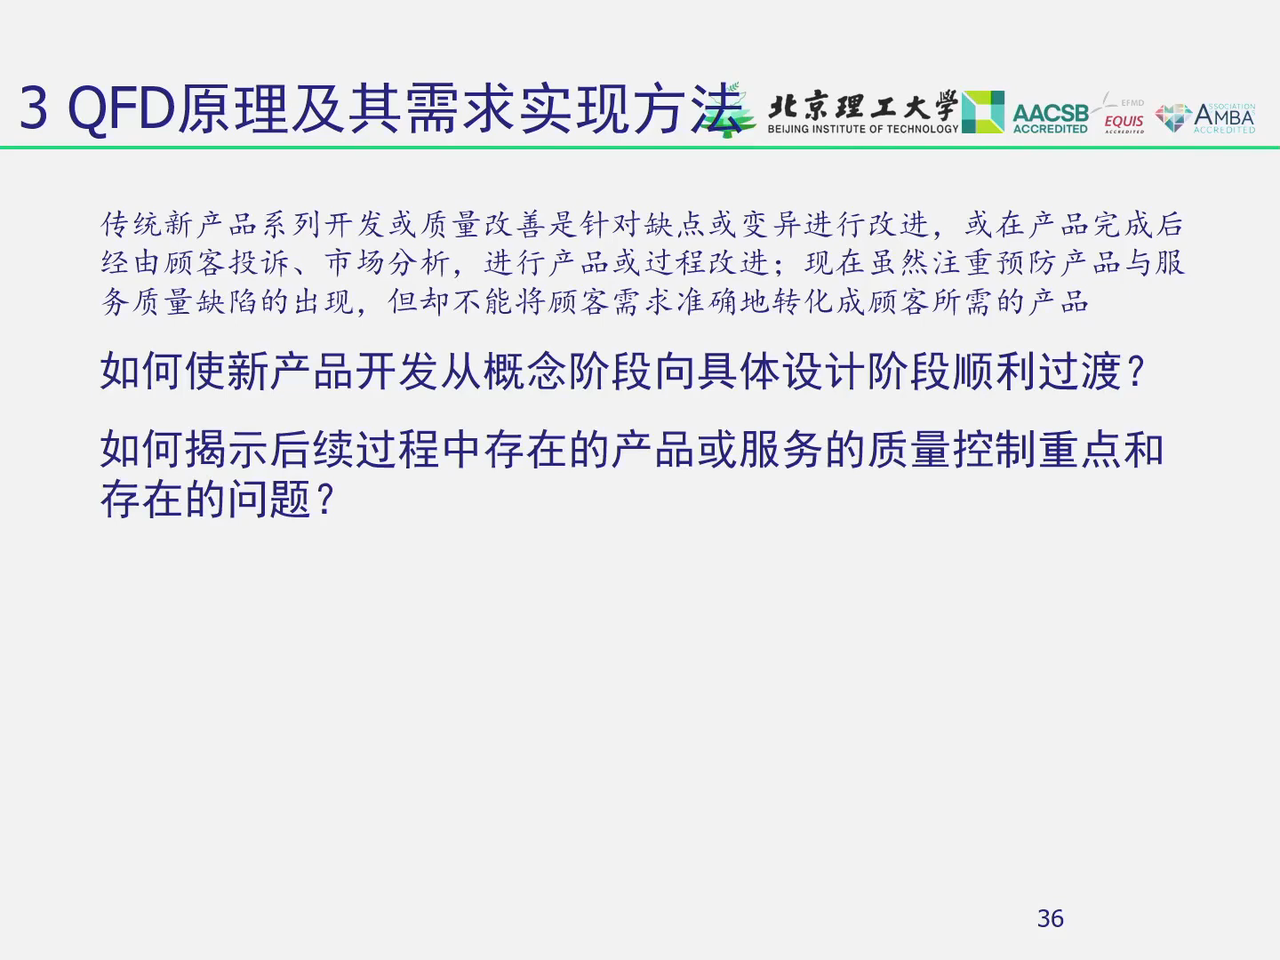 3 QFD原理及其需求实现方法
北京理工大学
BEIJING INSTITUTE OF TECHNOLOGY
AACSB
ACCREDITED
EFMD
EQUIS
ACCREDITED
ASSOCIATION
AMBA
ACCREDITED
传统新产品系列开发或质量改善是针对缺点或变异进行改进，或在产品完成后
经由顾客投诉、市场分析，进行产品或过程改进；现在虽然注重预防产品与服
务质量缺陷的出现，但却不能将顾客需求准确地转化成顾客所需的产品
如何使新产品开发从概念阶段向具体设计阶段顺利过渡？
如何揭示后续过程中存在的产品或服务的质量控制重点和
存在的问题？
36